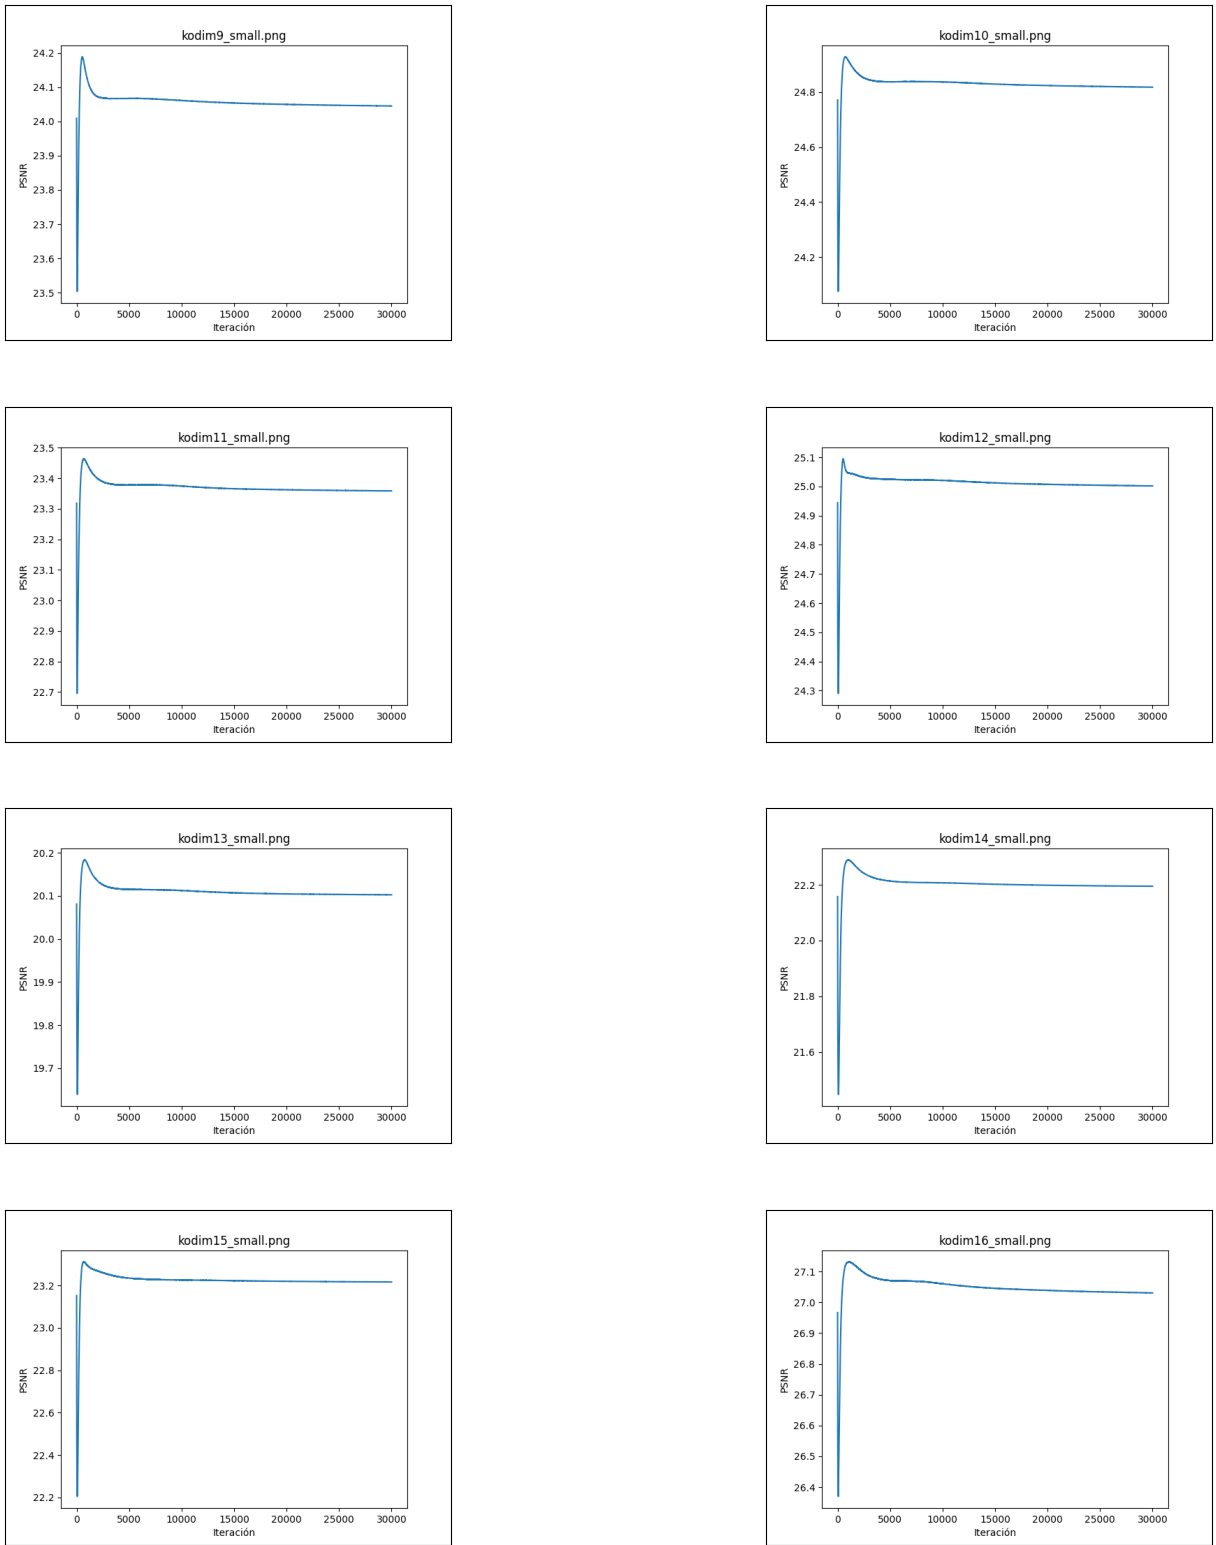 kodim9_small.png
24.2
24.1
24.0
23.9
23.8
23.7
23.6
23.5
PSNR
0 5000 10000 15000 20000 25000 30000
Iteración
kodim10_small.png
24.8
24.6
24.4
24.2
PSNR
0 5000 10000 15000 20000 25000 30000
Iteración
kodim11_small.png
23.5
23.4
23.3
23.2
23.1
23.0
22.9
22.8
22.7
PSNR
0 5000 10000 15000 20000 25000 30000
Iteración
kodim12_small.png
25.1
25.0
24.9
24.8
24.7
24.6
24.5
24.4
24.3
PSNR
0 5000 10000 15000 20000 25000 30000
Iteración
kodim13_small.png
20.2
20.1
20.0
19.9
19.8
19.7
PSNR
0 5000 10000 15000 20000 25000 30000
Iteración
kodim14_small.png
22.2
22.0
21.8
21.6
PSNR
0 5000 10000 15000 20000 25000 30000
Iteración
kodim15_small.png
23.2
23.0
22.8
22.6
22.4
22.2
PSNR
0 5000 10000 15000 20000 25000 30000
Iteración
kodim16_small.png
27.1
27.0
26.9
26.8
26.7
26.6
26.5
26.4
PSNR
0 5000 10000 15000 20000 25000 30000
Iteración